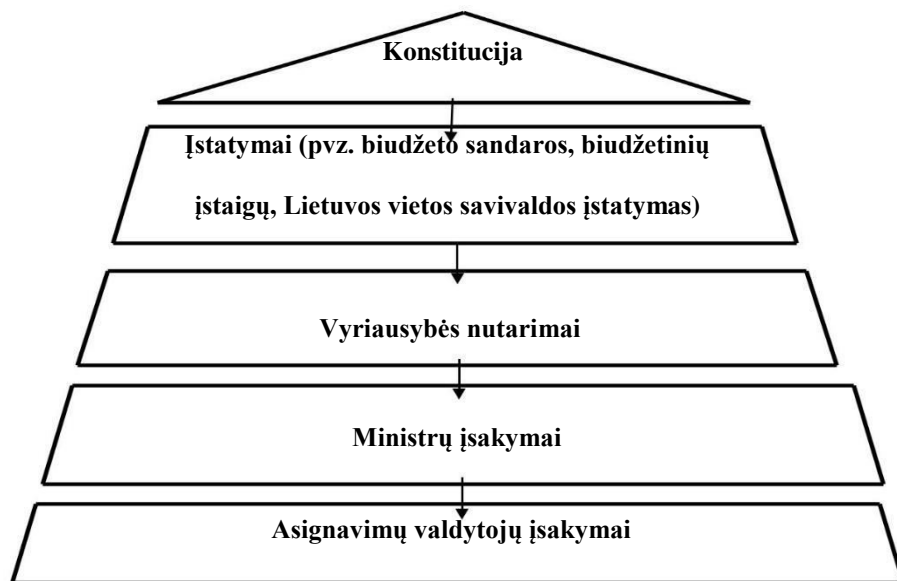 Konstitucija
Įstatymai (pvz. biudžeto sandaros, biudžetinių
įstaigų, Lietuvos vietos savivaldos įstatymas)
Vyriausybės nutarimai
Ministrų įsakymai
Asignavimų valdytojų įsakymai